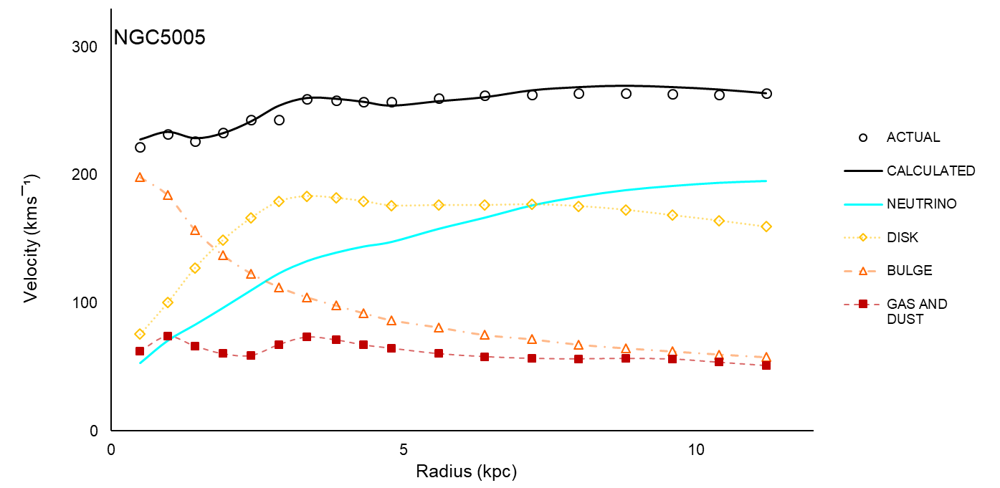 NGC5005
300
200
100
0
0
5
10
Velocity (kms¯¹)
Radius (kpc)
ACTUAL
CALCULATED
NEUTRINO
DISK
BULGE
GAS AND
DUST